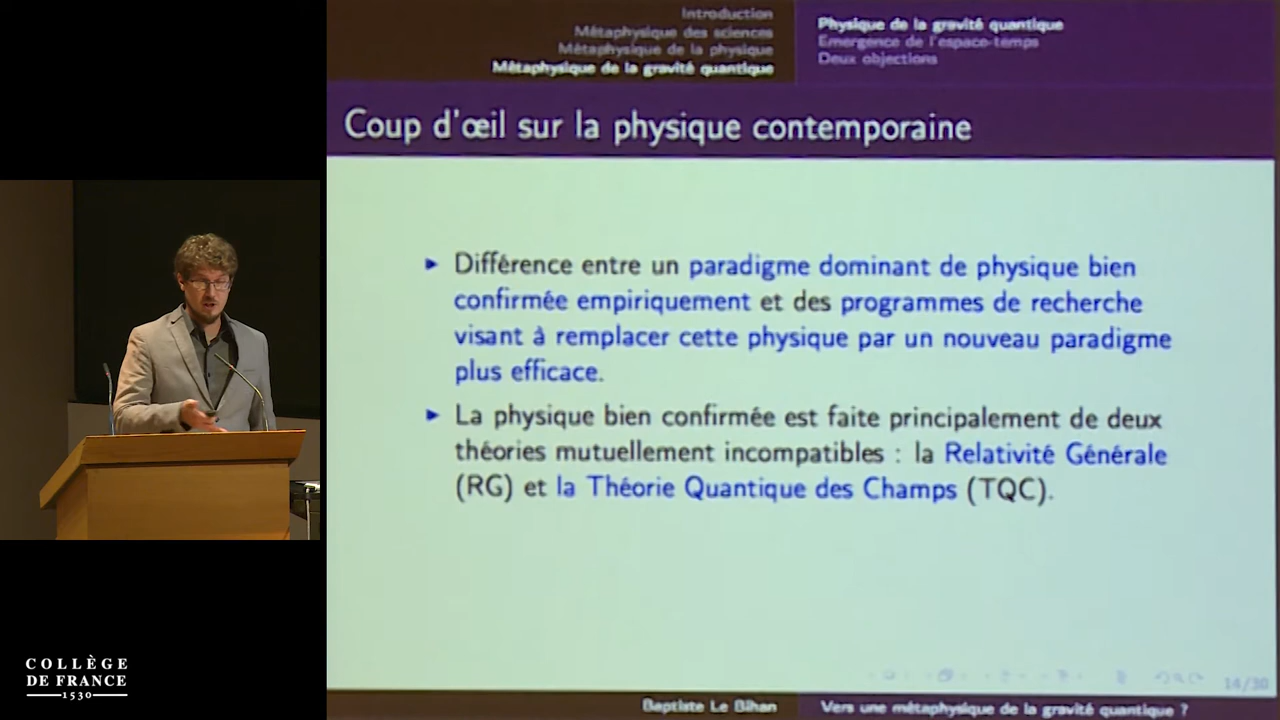 Introduction
Métaphysique des sciences
Métaphysique de la physique
Métaphysique de la gravité quantique
Physique de la gravité quantique
Emergence de l'espace-temps
Deux objections
Coup d'œil sur la physique contemporaine
Différence entre un paradigme dominant de physique bien
confirmée empiriquement et des programmes de recherche
visant à remplacer cette physique par un nouveau paradigme
plus efficace.
La physique bien confirmée est faite principalement de deux
théories mutuellement incompatibles : la Relativité Générale
(RG) et la Théorie Quantique des Champs (TQC).
14/30
Baptiste Le Bihan
Vers une métaphysique de la gravité quantique ?
COLLÈGE
DE FRANCE
1530